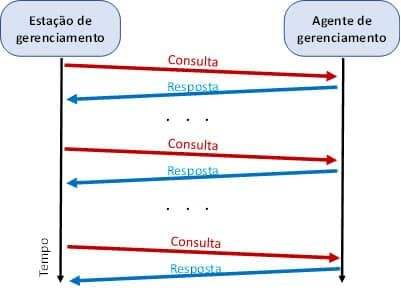 Estação de
gerenciamento
Agente de
gerenciamento
Consulta
Resposta
. . .
Consulta
Resposta
. . .
Consulta
Resposta
Tempo